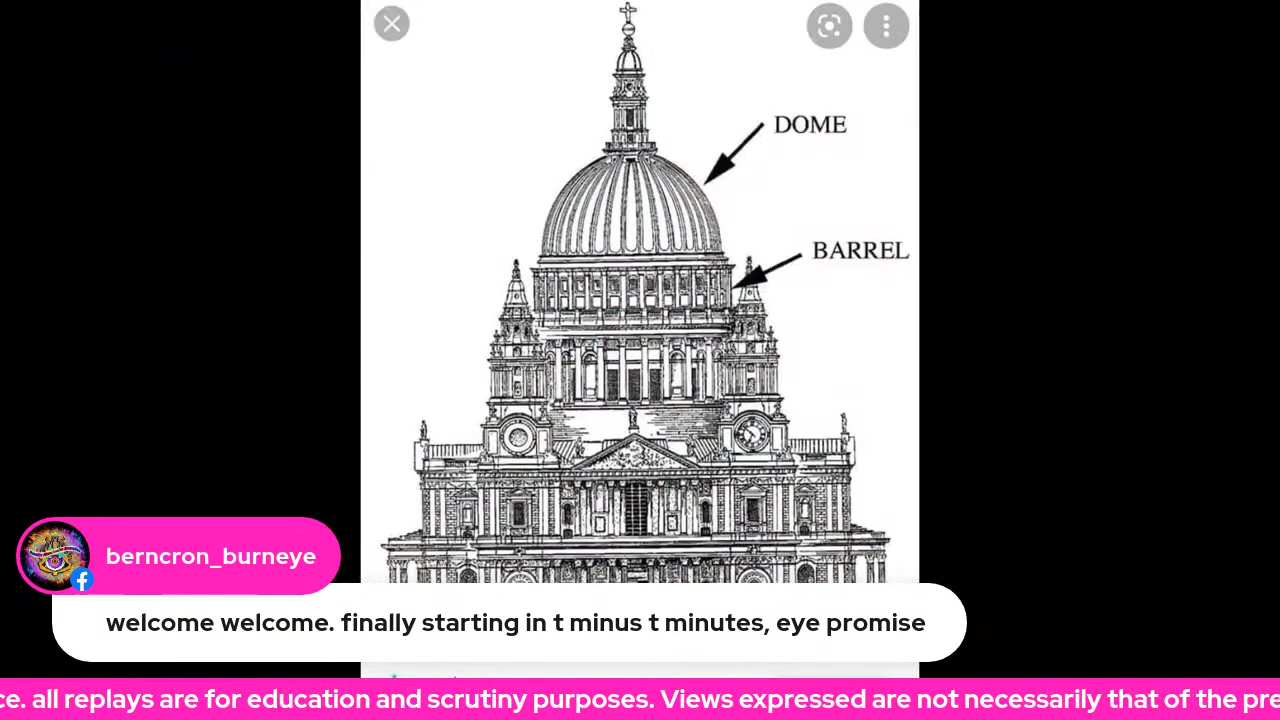 DOME
BARREL
berncron_burneye
welcome welcome. finally starting in t minus t minutes, eye promise
ce. all replays are for education and scrutiny purposes. Views expressed are not necessarily that of the pre